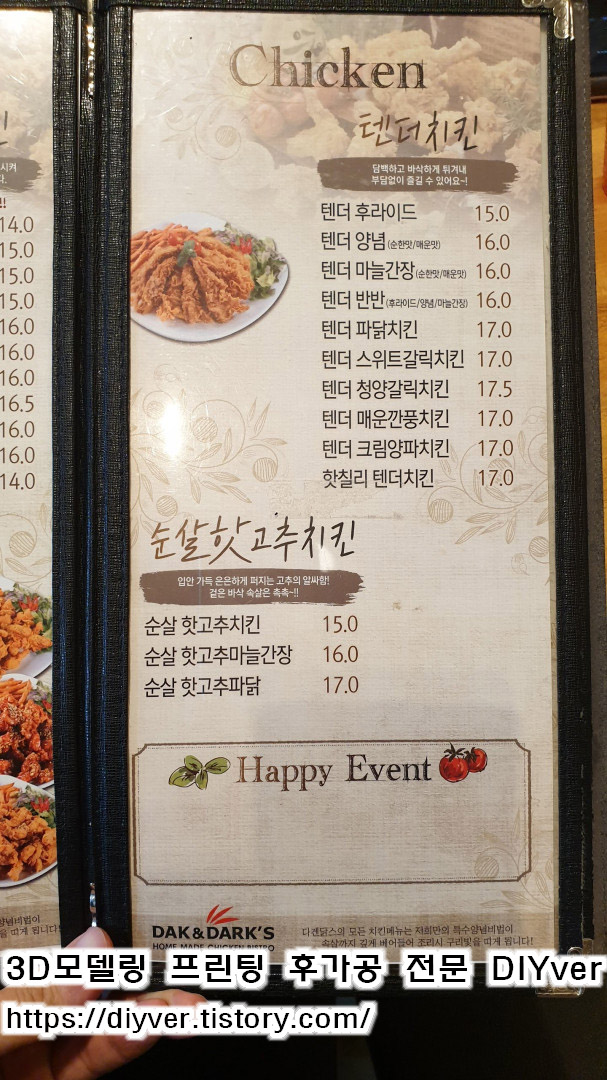 Chicken
텐더치킨
담백하고 바삭하게 튀겨내
부담없이 즐길 수 있어요~!
텐더 후라이드 15.0
텐더 양념(순한맛/매운맛) 16.0
텐더 마늘간장(순한맛/매운맛) 16.0
텐더 반반(후라이드/양념/마늘간장) 16.0
텐더 파닭치킨 17.0
텐더 스위트갈릭치킨 17.0
텐더 청양갈릭치킨 17.5
텐더 매운깐풍치킨 17.0
텐더 크림양파치킨 17.0
핫칠리 텐더치킨 17.0
시켜
다.
14.0
15.0
15.0
15.0
16.0
16.0
16.0
16.5
16.0
16.0
14.0
순살핫고추치킨
입안 가득 은은하게 퍼지는 고추의 알싸함!
겉은 바삭 속살은 촉촉~!!
순살 핫고추치킨 15.0
순살 핫고추마늘간장 16.0
순살 핫고추파닭 17.0
Happy Event
DAK&DARK'S
HOME MADE CHICKEN BISTRO
다켄닭스의 모든 치킨메뉴는 저희만의 특수양념비법이
속살까지 깊게 베어들어 조리시 구리빛을 띠게 됩니다!
양념비법이
을 띠게 됩니다!
3D모델링 프린팅 후가공 전문 DIYver
https://diyver.tistory.com/